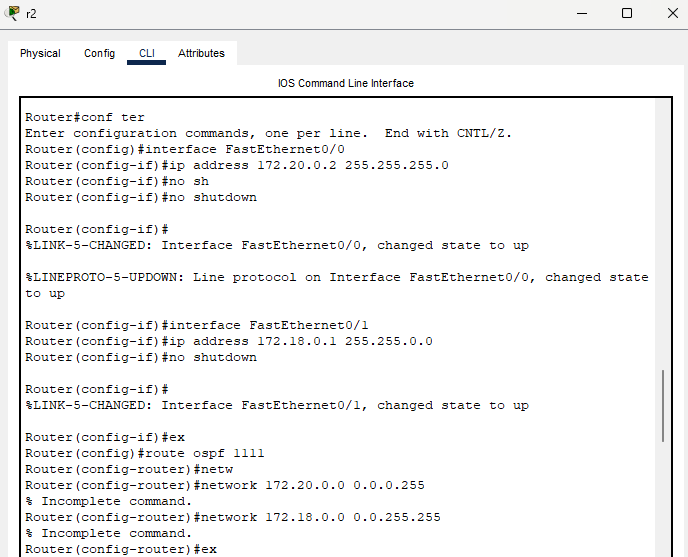 r2
Physical Config CLI Attributes
IOS Command Line Interface
Router#conf ter
Enter configuration commands, one per line.  End with CNTL/Z.
Router(config)#interface FastEthernet0/0
Router(config-if)#ip address 172.20.0.2 255.255.255.0
Router(config-if)#no sh
Router(config-if)#no shutdown
Router(config-if)#
%LINK-5-CHANGED: Interface FastEthernet0/0, changed state to up
%LINEPROTO-5-UPDOWN: Line protocol on Interface FastEthernet0/0, changed state
to up
Router(config-if)#interface FastEthernet0/1
Router(config-if)#ip address 172.18.0.1 255.255.0.0
Router(config-if)#no shutdown
Router(config-if)#
%LINK-5-CHANGED: Interface FastEthernet0/1, changed state to up
Router(config-if)#ex
Router(config)#route ospf 1111
Router(config-router)#netw
Router(config-router)#network 172.20.0.0 0.0.0.255
% Incomplete command.
Router(config-router)#network 172.18.0.0 0.0.255.255
% Incomplete command.
Router(config-router)#ex